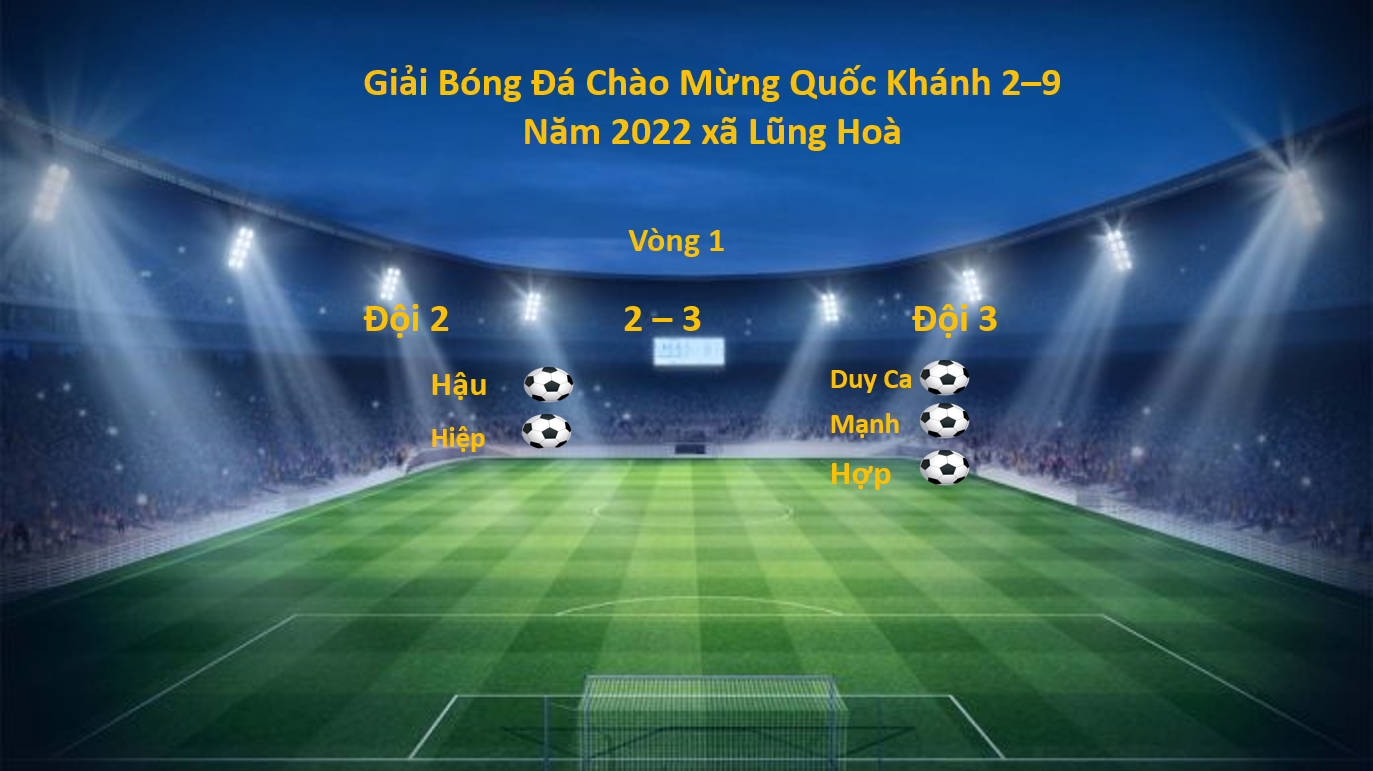 Giải Bóng Đá Chào Mừng Quốc Khánh 2–9
Năm 2022 xã Lũng Hoà
Vòng 1
Đội 2 2 – 3 Đội 3
Hậu Duy Ca
Hiệp Mạnh
Hợp